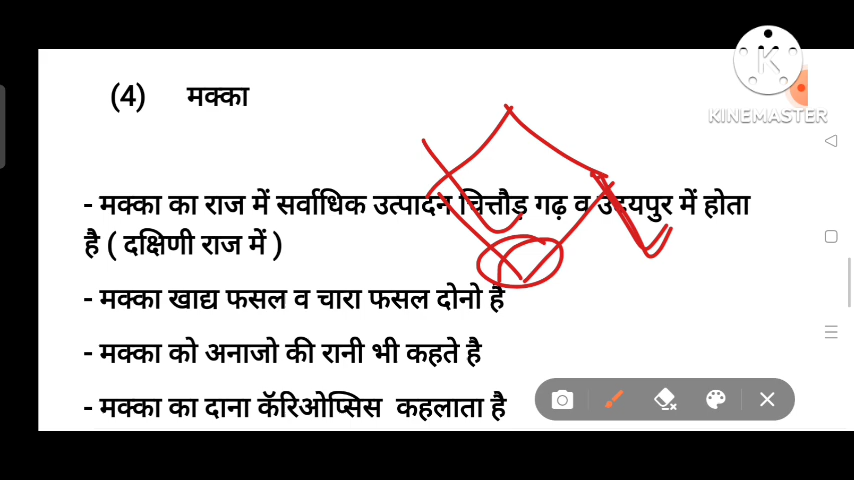 KINEMASTER
(4) मक्का
- मक्का का राज में सर्वाधिक उत्पादन चित्तौड़ गढ़ व उदयपुर में होता
है ( दक्षिणी राज में )
- मक्का खाद्य फसल व चारा फसल दोनो है
- मक्का को अनाजो की रानी भी कहते है
- मक्का का दाना कॅरिओप्सिस कहलाता है